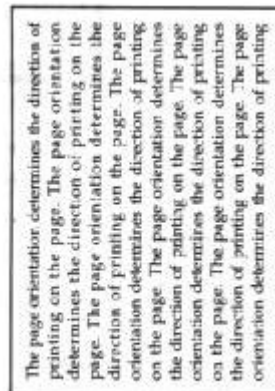 The page orientation determines the direction of
printing on the page. The page orientation
determines the direction of printing on the
page. The page orientation determines the
direction of printing on the page. The page
orientation determines the direction of printing
on the page. The page orientation determines
the direction of printing on the page. The page
orientation determines the direction of printing
on the page. The page orientation determines
the direction of printing on the page. The page
orientation determines the direction of printing